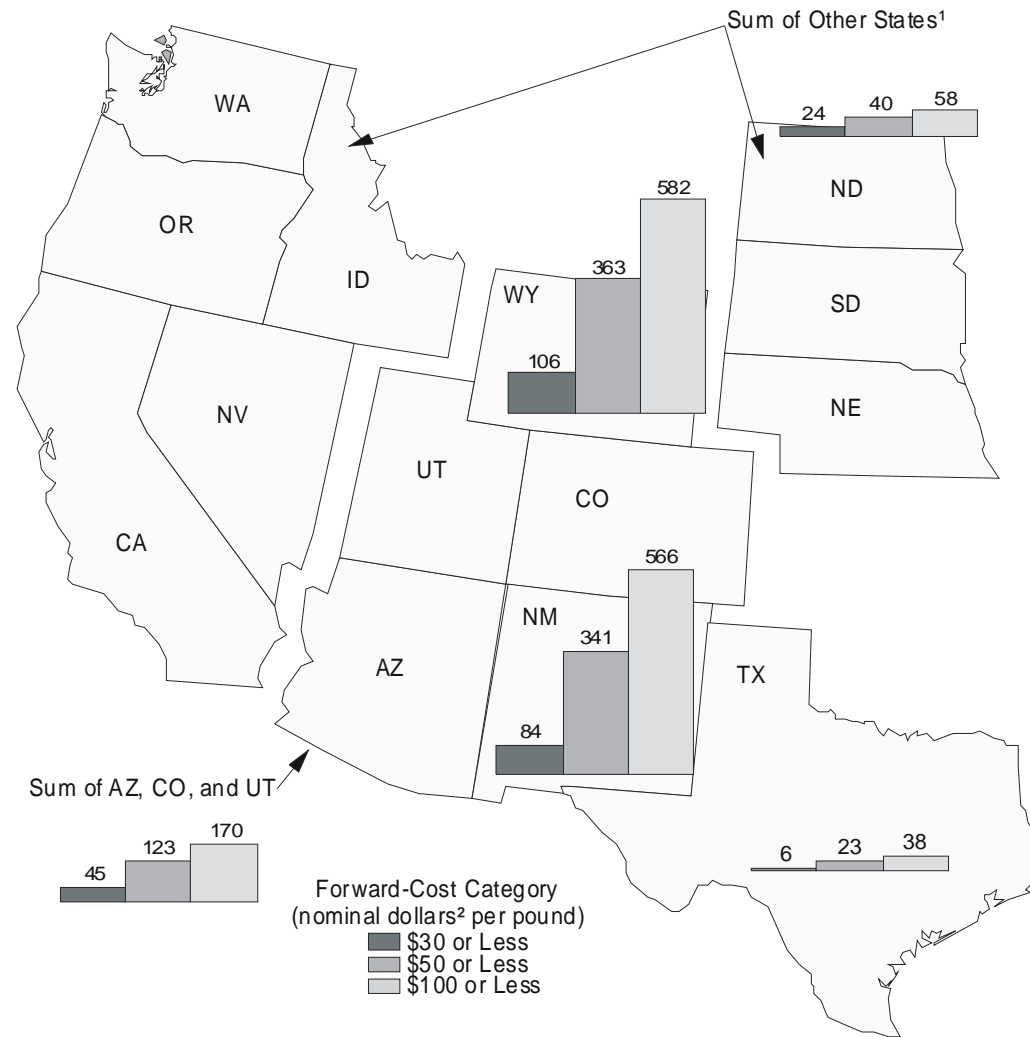 Sum of Other States¹
WA
24
40
58
ND
OR
582
ID
WY
363
SD
106
NV
NE
UT
CO
CA
566
NM
341
AZ
TX
84
Sum of AZ, CO, and UT
170
123
45
6
23
38
Forward-Cost Category
(nominal dollars² per pound)
$30 or Less
$50 or Less
$100 or Less